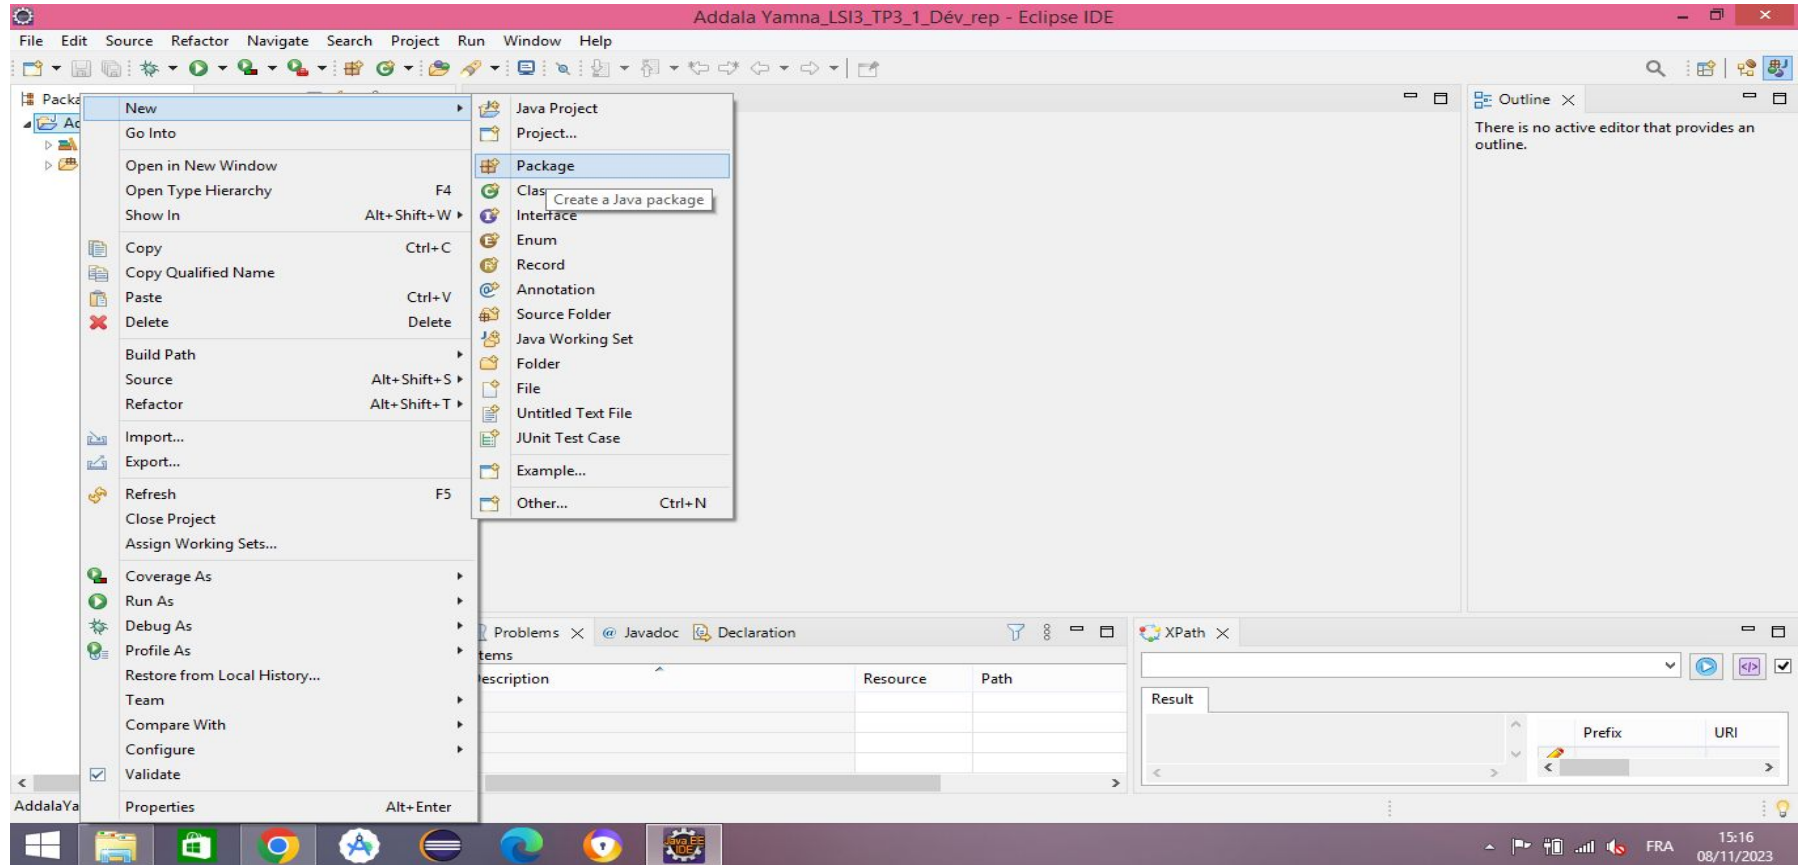 Addala Yamna_LSI3_TP3_1_Dév_rep - Eclipse IDE
File Edit Source Refactor Navigate Search Project Run Window Help
Packa
Outline
There is no active editor that provides an
outline.
Ad
New
Go Into
Open in New Window
Open Type Hierarchy F4
Show In Alt+Shift+W
Copy Ctrl+C
Copy Qualified Name
Paste Ctrl+V
Delete Delete
Build Path
Source Alt+Shift+S
Refactor Alt+Shift+T
Import...
Export...
Refresh F5
Close Project
Assign Working Sets...
Coverage As
Run As
Debug As
Profile As
Restore from Local History...
Team
Compare With
Configure
Validate
Properties Alt+Enter
Java Project
Project...
Package
Clas
Create a Java package
Interface
Enum
Record
Annotation
Source Folder
Java Working Set
Folder
File
Untitled Text File
JUnit Test Case
Example...
Other... Ctrl+N
Problems @ Javadoc Declaration
tems
escription Resource Path
XPath
Result
Prefix URI
AddalaYa
Java EE
IDE
FRA
15:16
08/11/2023